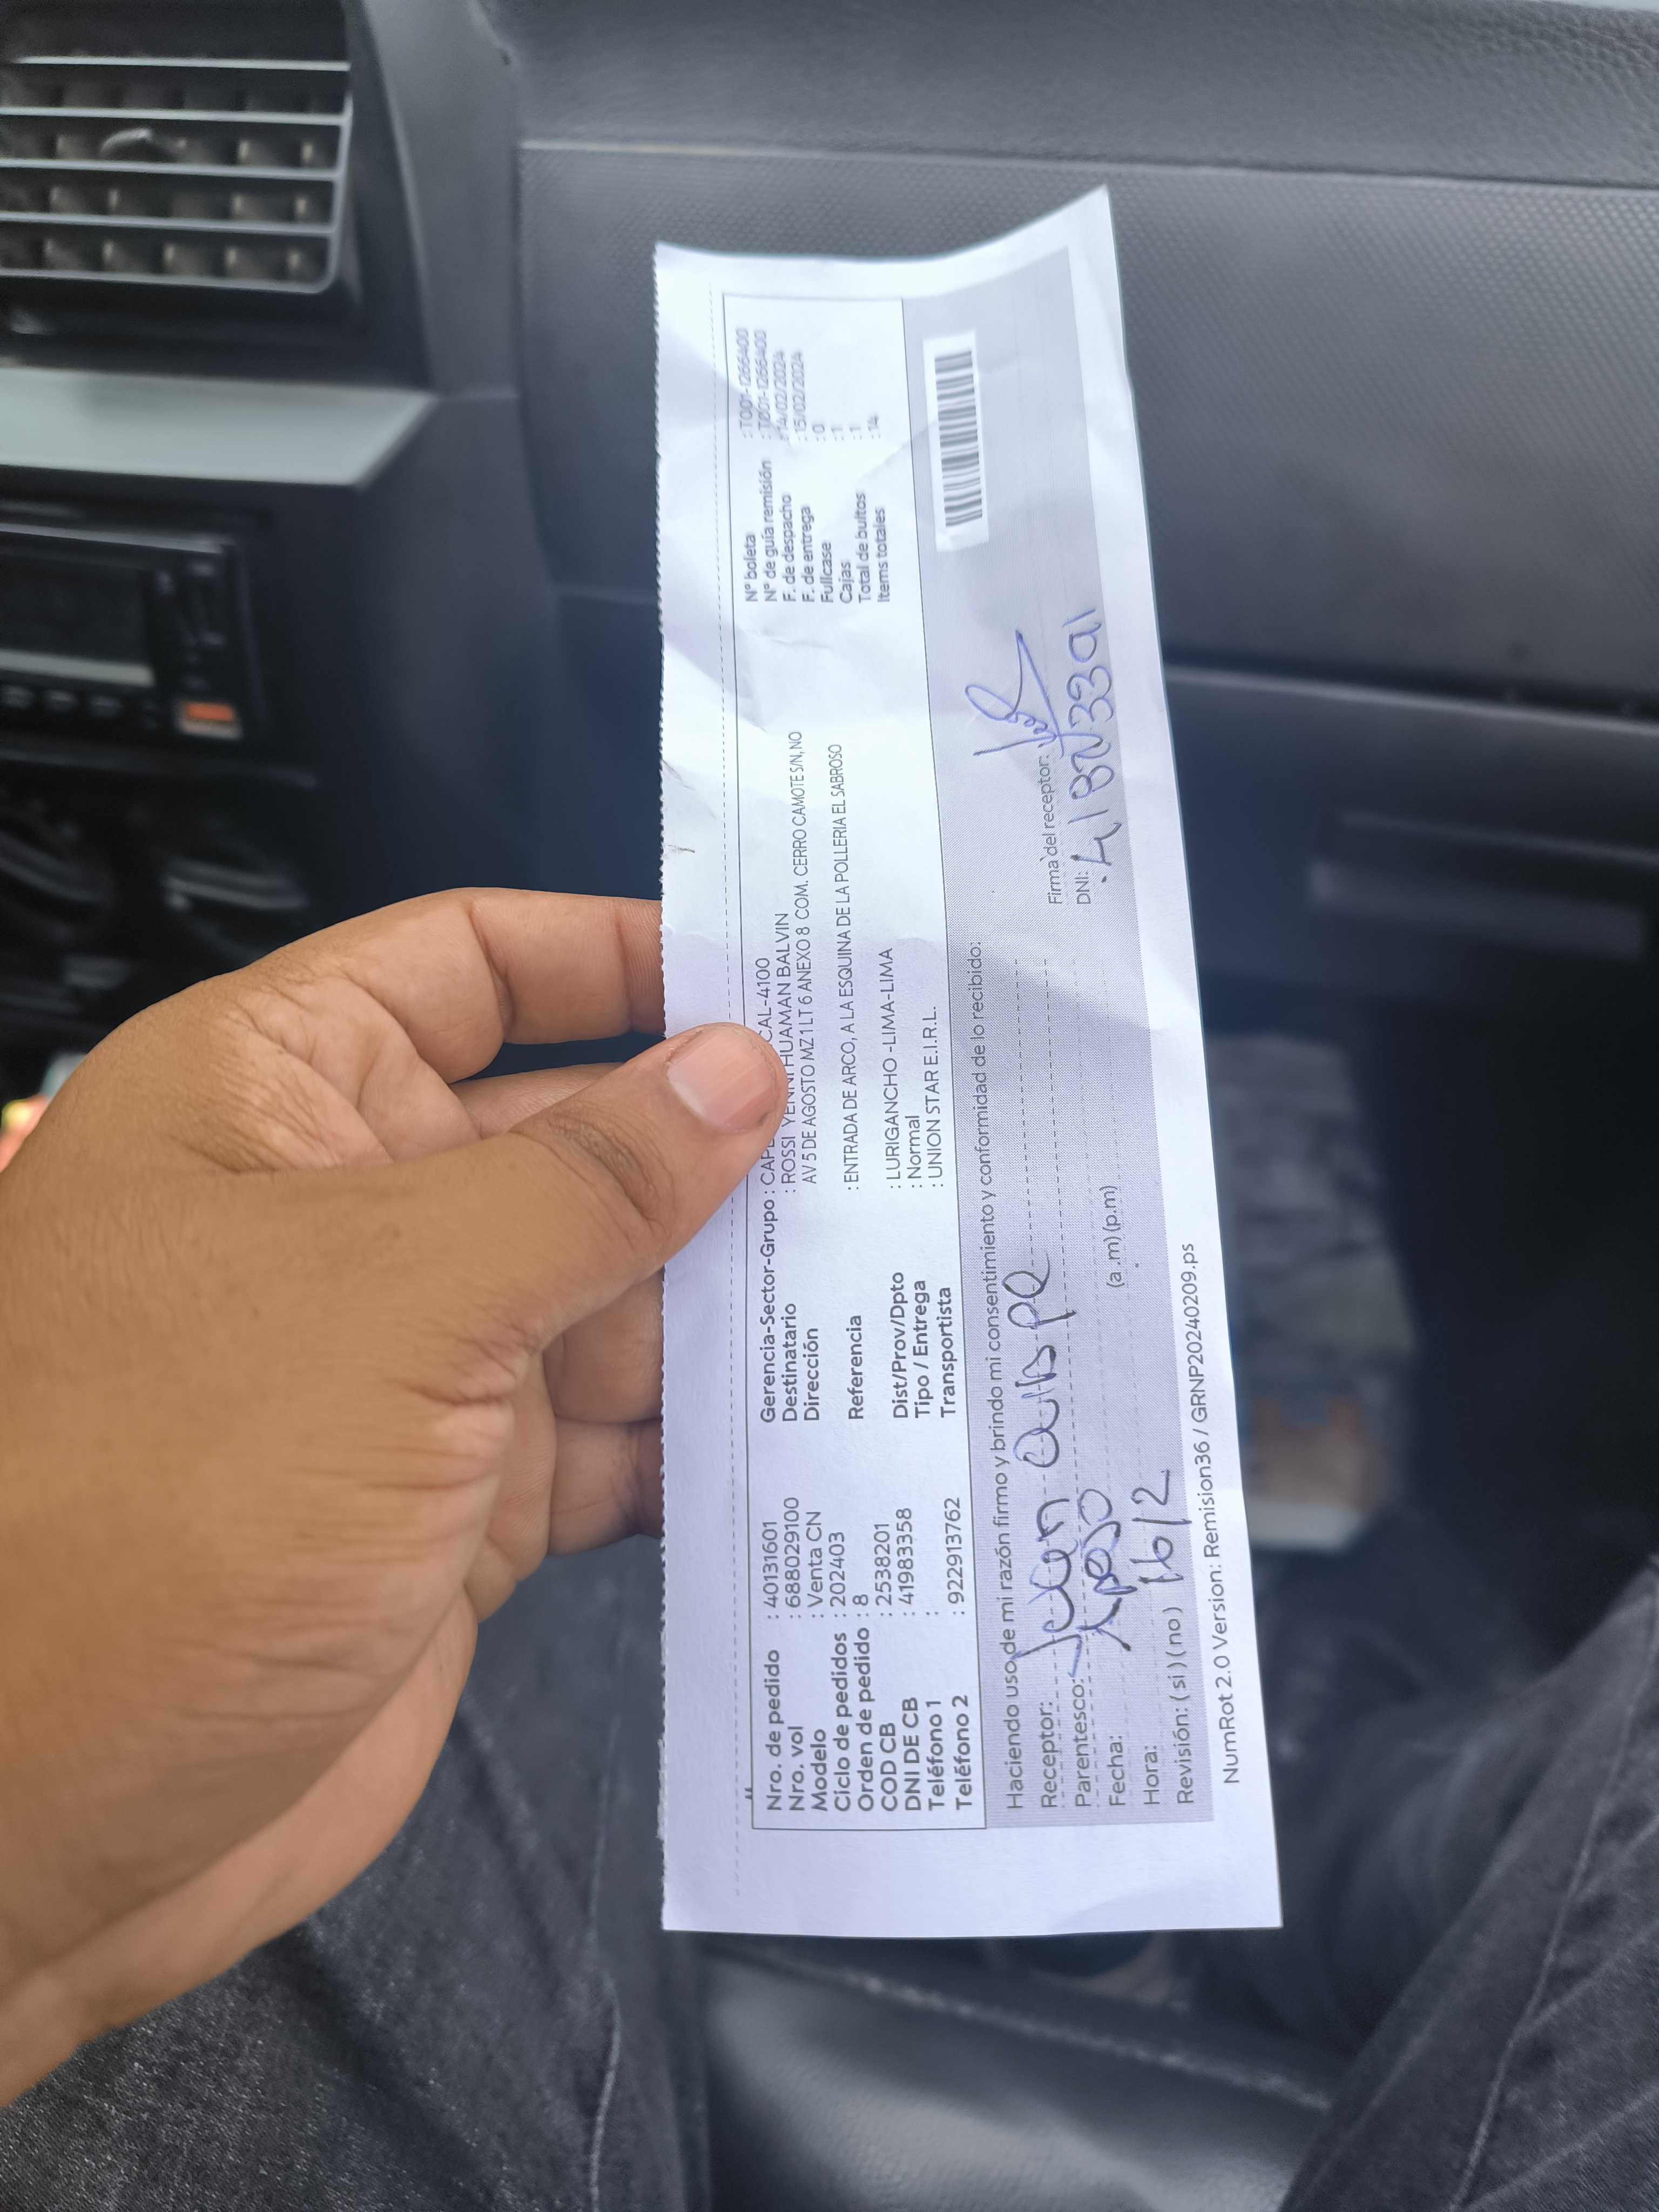 Nro. de pedido : 40131601
Nro. vol : 688029100
Modelo : Venta CN
Ciclo de pedidos : 202403
Orden de pedido : 8
COD CB : 2538201
DNI DE CB : 41983358
Teléfono 1 :
Teléfono 2 : 922913762
Gerencia-Sector-Grupo : CAL-4100
Destinatario : ROSSI YENNI HUAMAN BALVIN
Dirección AV 5 DE AGOSTO MZ 1 LT 6 ANEXO 8 COM. CERRO CAMOTE S/N, NO
Referencia : ENTRADA DE ARCO, A LA ESQUINA DE LA POLLERIA EL SABROSO
Dist/Prov/Dpto : LURIGANCHO -LIMA-LIMA
Tipo / Entrega : Normal
Transportista : UNION STAR E.I.R.L.
N° boleta : T001-1266400
N° de guía remisión : T001-1266400
F. de despacho : 14/02/2024
F. de entrega : 15/02/2024
Fullcase : 0
Cajas : 1
Total de bultos : 1
Items totales : 14
Haciendo uso de mi razón firmo y brindo mi consentimiento y conformidad de lo recibido:
Receptor:
Parentesco:
Fecha: 16/2
Hora: (a .m) (p.m)
Revisión: ( si ) ( no )
Firma del receptor:
DNI:
NumRot 2.0 Version: Remision36 / GRNP20240209.ps